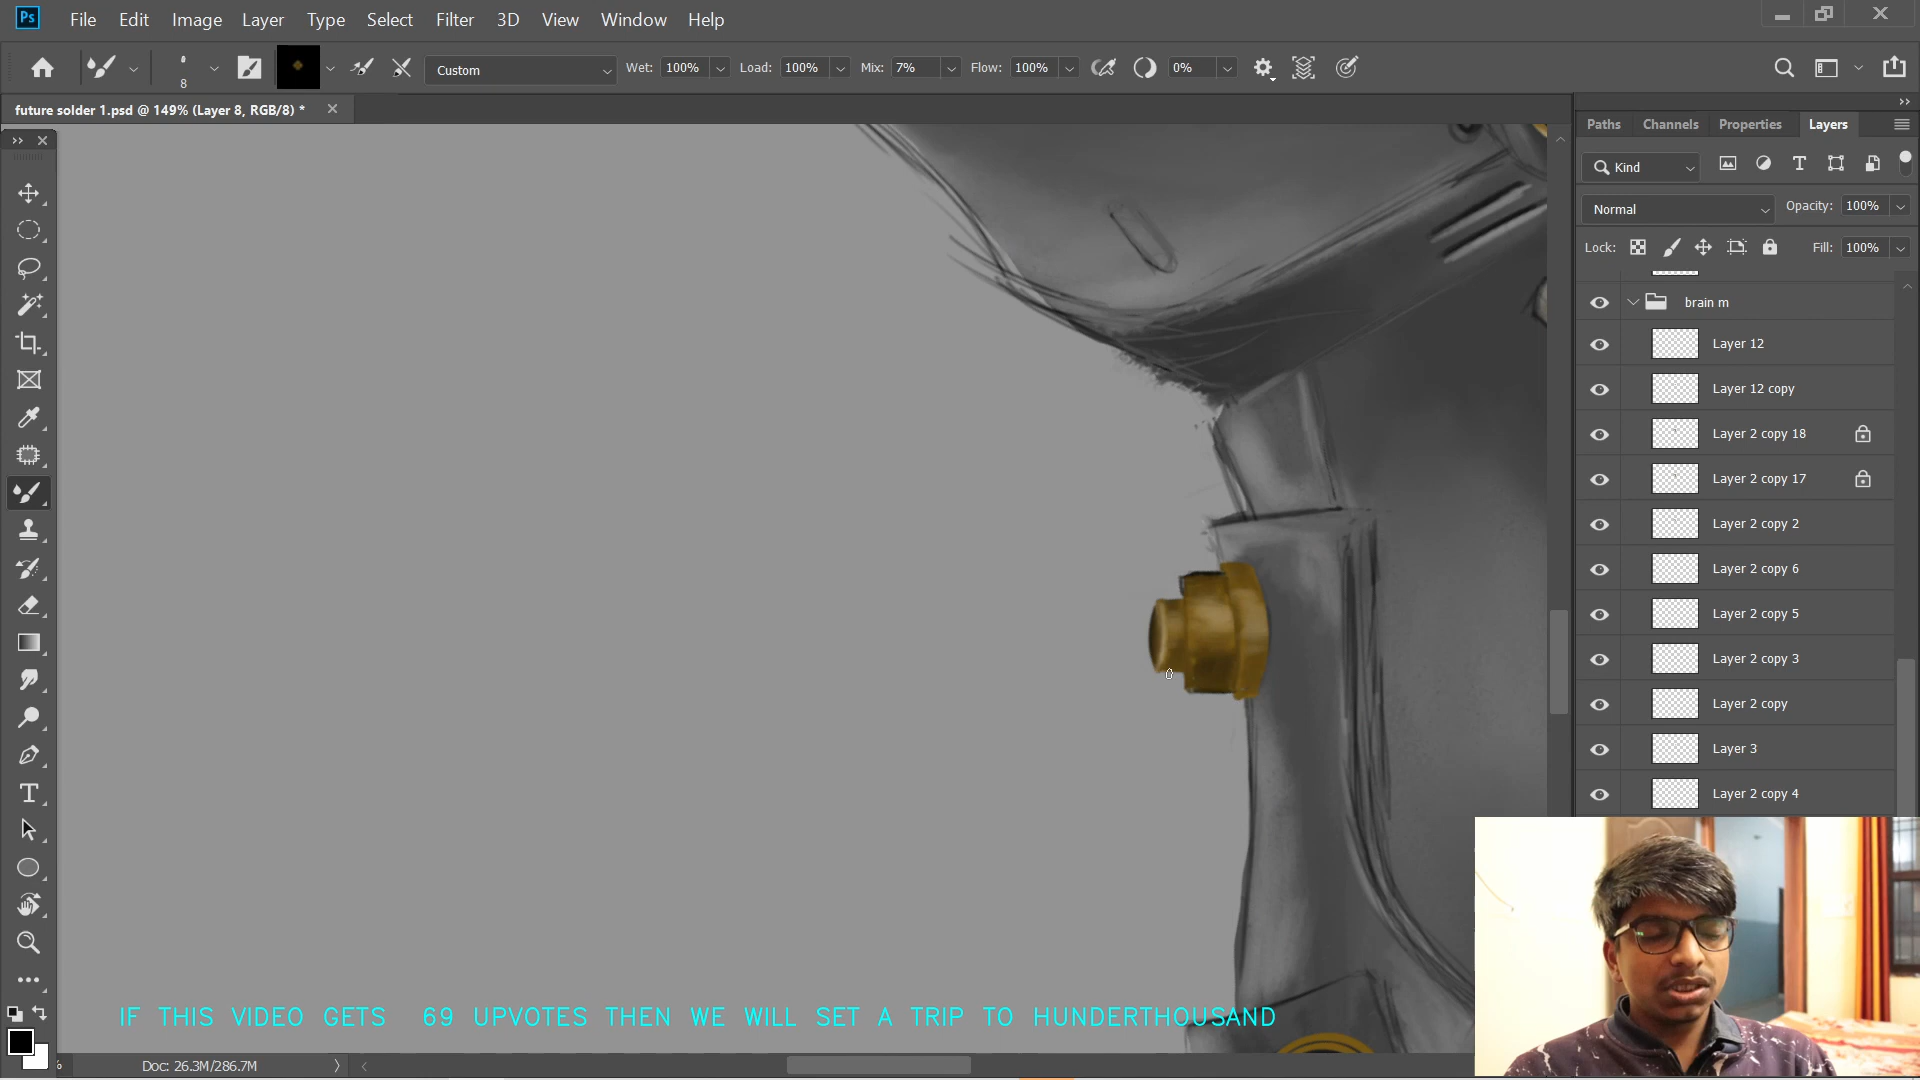 Ps File Edit Image Layer Type Select Filter 3D View Window Help
8 Custom Wet: 100% Load: 100% Mix: 7% Flow: 100% 0%
future solder 1.psd @ 149% (Layer 8, RGB/8) *
Paths Channels Properties Layers
Kind
Normal Opacity: 100%
Lock: Fill: 100%
brain m
Layer 12
Layer 12 copy
Layer 2 copy 18
Layer 2 copy 17
Layer 2 copy 2
Layer 2 copy 6
Layer 2 copy 5
Layer 2 copy 3
Layer 2 copy
Layer 3
Layer 2 copy 4
IF THIS VIDEO GETS 69 UPVOTES THEN WE WILL SET A TRIP TO HUNDERTHOUSAND
% Doc: 26.3M/286.7M